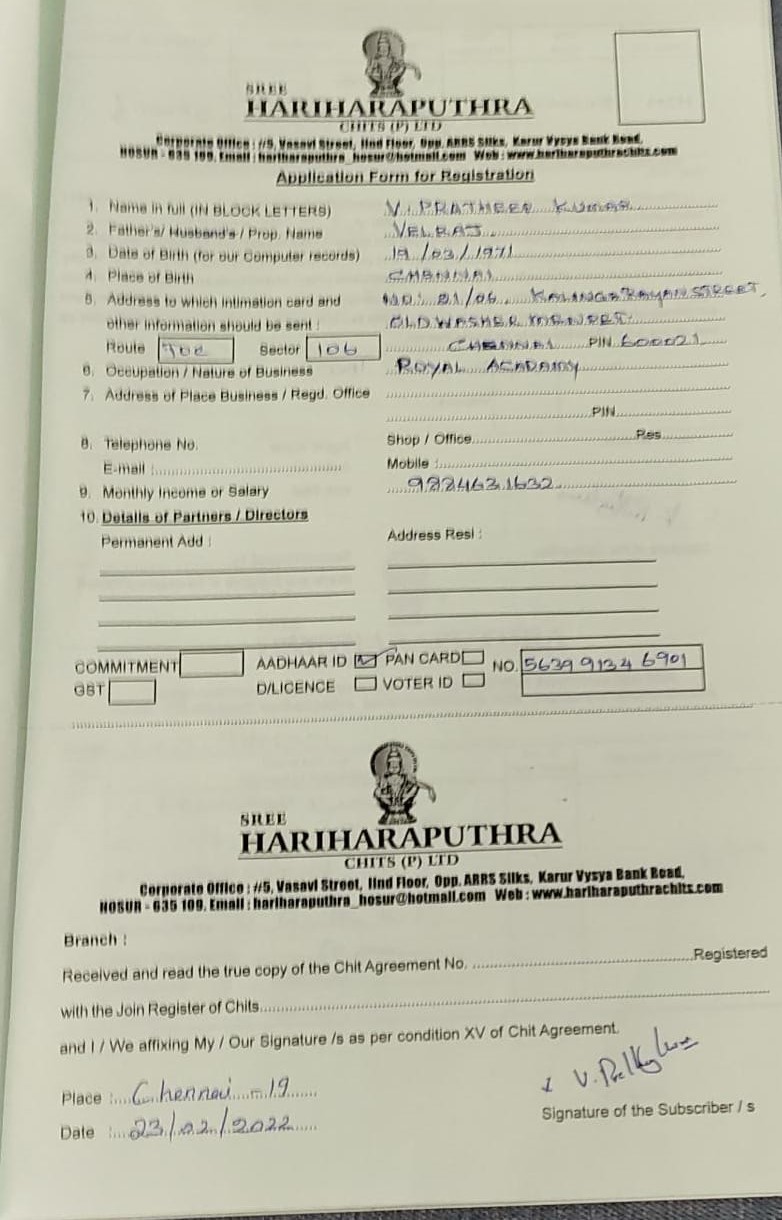 SREE
HARIHARAPUTHRA
CHITS (P) LTD
Corporate Office : #5, Vasavi Street, IInd Floor, Opp. ARRS Silks, Karur Vysya Bank Road,
HOSUR - 635 109. Email : hariharaputhra_hosur@hotmail.com Web : www.hariharaputhrachits.com
Application Form for Registration
1. Name in full (IN BLOCK LETTERS) V. PRATHEEP KUMAR
2. Father's/ Husband's / Prop. Name VELRAJ
3. Date of Birth (for our Computer records) 19/03/1971
4. Place of Birth CHENNAI
5. Address to which intimation card and NO: 21/06, KALINGARAYAN STREET,
other information should be sent : OLD WASHER
Route Sector 106 CHENNAI PIN 600021
6. Occupation / Nature of Business ROYAL ACADAMY
7. Address of Place Business / Regd. Office
PIN
8. Telephone No. Shop / Office Res
E-mail : Mobile :
9. Monthly Income or Salary 9884631632
10. Details of Partners / Directors
Permanent Add : Address Resi :
COMMITMENT AADHAAR ID PAN CARD NO. 5639 9134 6901
GST D/LICENCE VOTER ID
SREE
HARIHARAPUTHRA
CHITS (P) LTD
Corporate Office : #5, Vasavi Street, IInd Floor, Opp. ARRS Silks, Karur Vysya Bank Road,
HOSUR - 635 109. Email : hariharaputhra_hosur@hotmail.com Web : www.hariharaputhrachits.com
Branch :
Received and read the true copy of the Chit Agreement No. Registered
with the Join Register of Chits
and I / We affixing My / Our Signature /s as per condition XV of Chit Agreement.
Place : Chennai - 19
Date : 23/02/2022
Signature of the Subscriber / s